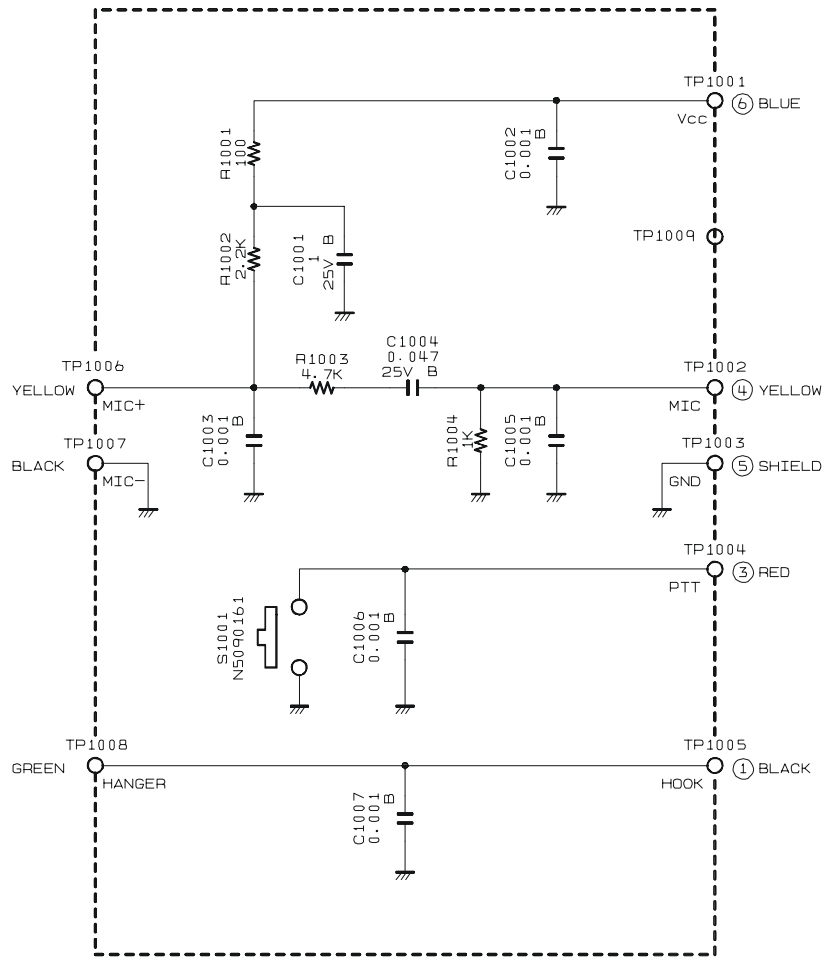 TP1001
6 BLUE
Vcc
R1001
100
C1002
0.001
B
TP1009
R1002
2.2K
C1001
1
25V B
C1004
0.047
25V B
R1003
4.7K
TP1006
YELLOW
MIC+
TP1002
4 YELLOW
MIC
C1003
0.001
B
R1004
1K
C1005
0.001
B
TP1007
BLACK
MIC-
TP1003
5 SHIELD
GND
TP1004
3 RED
PTT
S1001
N5090161
C1006
0.001
B
TP1008
GREEN
HANGER
TP1005
1 BLACK
HOOK
C1007
0.001
B